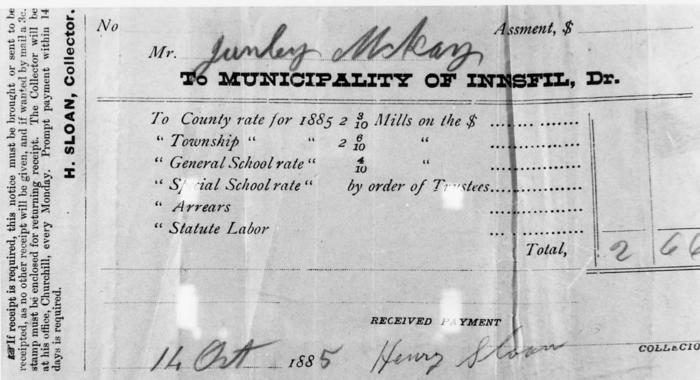 ☞ If receipt is required, this notice must be brought or sent to be
receipted, as no other receipt will be given, and if wanted by mail a 3c.
stamp must be enclosed for returning receipt. The Collector will be
at his office, Churchill, every Monday. Prompt payment within 14
days is required.
H. SLOAN, Collector.
No
Assment, $
Mr. McKay
To MUNICIPALITY OF INNSFIL, Dr.
To County rate for 1885 2 3/10 Mills on the $
" Township " " 2 6/10 "
" General School rate " 4/10 "
" Special School rate " by order of Trustees
" Arrears
" Statute Labor
Total, 2 66
RECEIVED PAYMENT
14 Oct 1885 Henry Sloan
COLLECTO